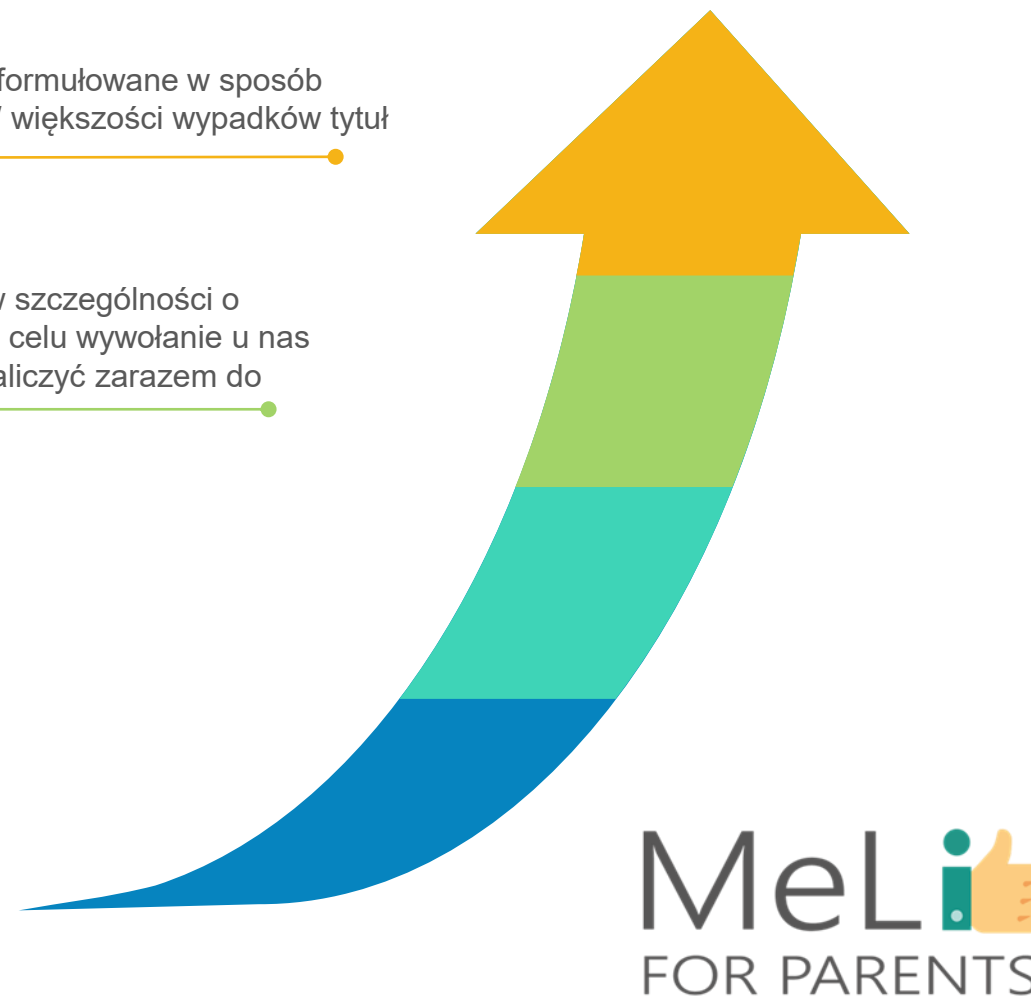 formułowane w sposób
większości wypadków tytuł
szczególności o
celu wywołanie u nas
aliczyć zarazem do
MeLi
FOR PARENTS